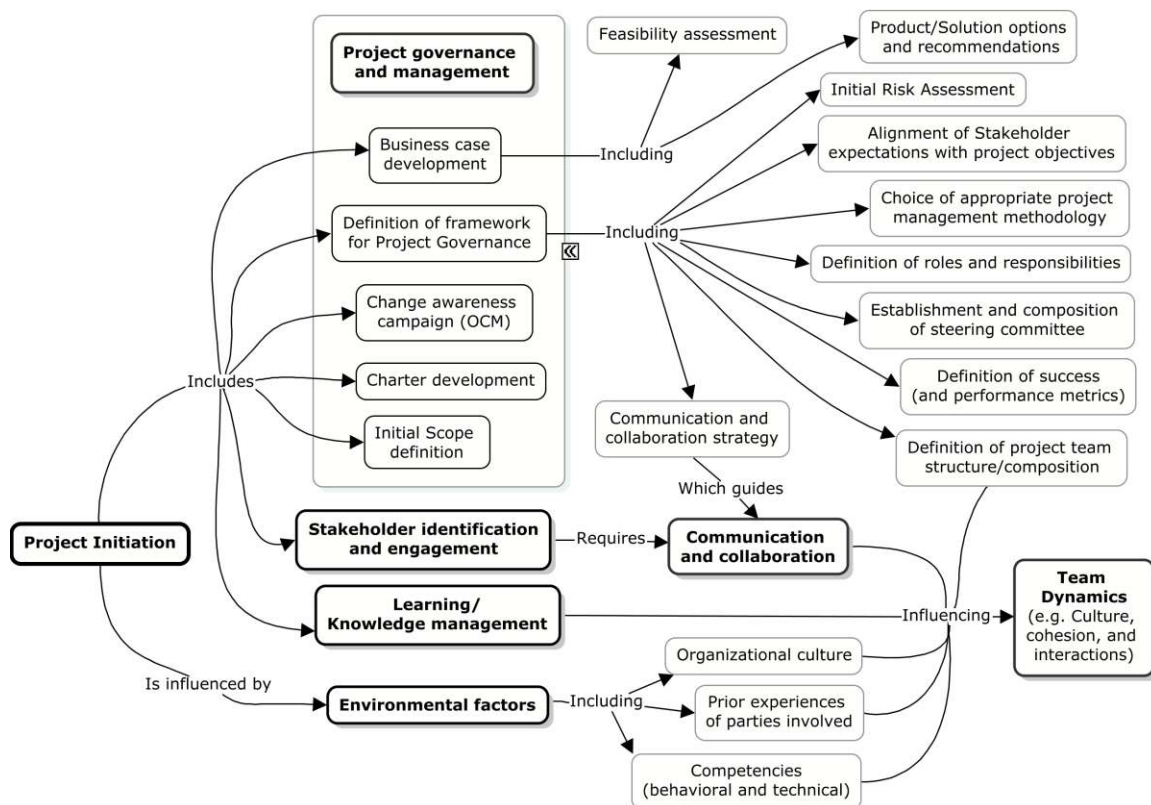 Project governance
and management
Feasibility assessment
Product/Solution options
and recommendations
Initial Risk Assessment
Business case
development
Including
Alignment of Stakeholder
expectations with project objectives
Definition of framework
for Project Governance
Including
Choice of appropriate project
management methodology
Definition of roles and responsibilities
Change awareness
campaign (OCM)
Establishment and composition
of steering committee
Includes
Charter development
Definition of success
(and performance metrics)
Initial Scope
definition
Communication and
collaboration strategy
Definition of project team
structure/composition
Which guides
Project Initiation
Stakeholder identification
and engagement
Requires
Communication
and collaboration
Learning/
Knowledge management
Influencing
Team
Dynamics
(e.g. Culture,
cohesion, and
interactions)
Organizational culture
Is influenced by
Environmental factors
Including
Prior experiences
of parties involved
Competencies
(behavioral and technical)